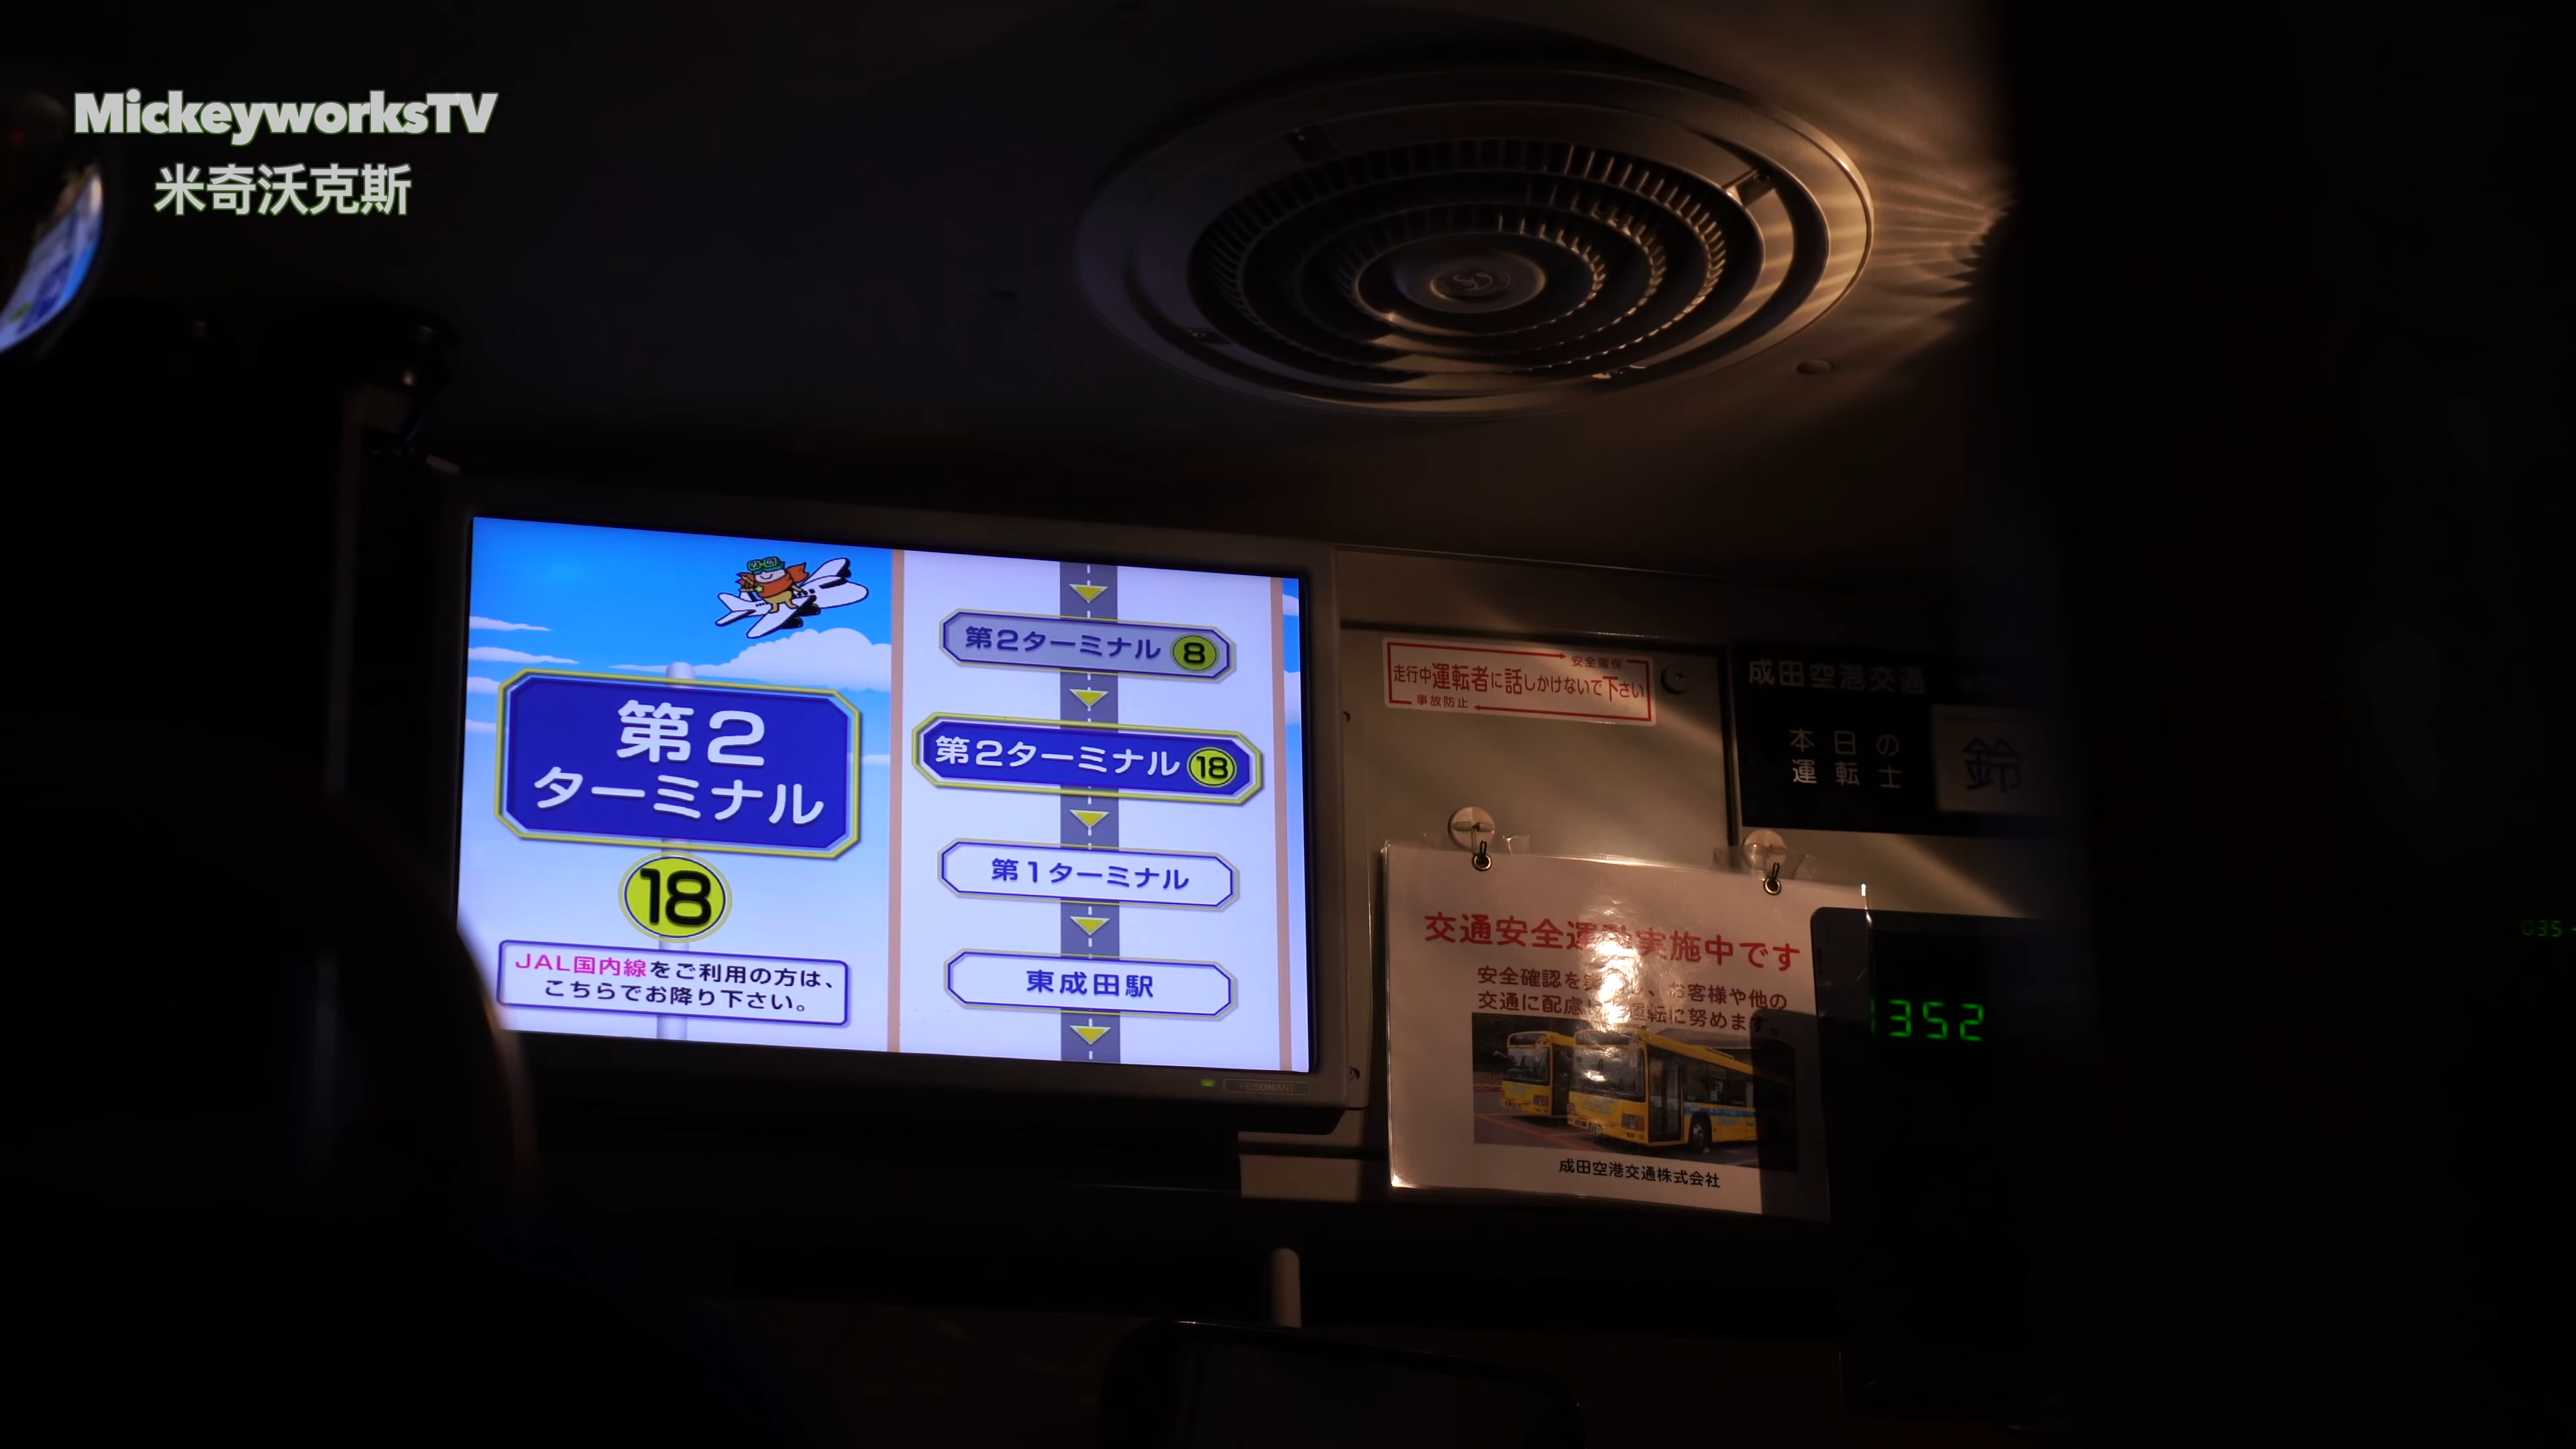 MickeyworksTV
米奇沃克斯
第2
ターミナル
18
JAL国内線をご利用の方は、
こちらでお降り下さい。
第2ターミナル 8
第2ターミナル 18
第1ターミナル
東成田駅
RESONANT
安全確保
走行中運転者に話しかけないで下さい
事故防止
成田空港交通
本日の
運転士
鈴
交通安全運動実施中です
安全確認を実 、お客様や他の
交通に配慮 運転に努めます。
成田空港交通株式会社
352
035